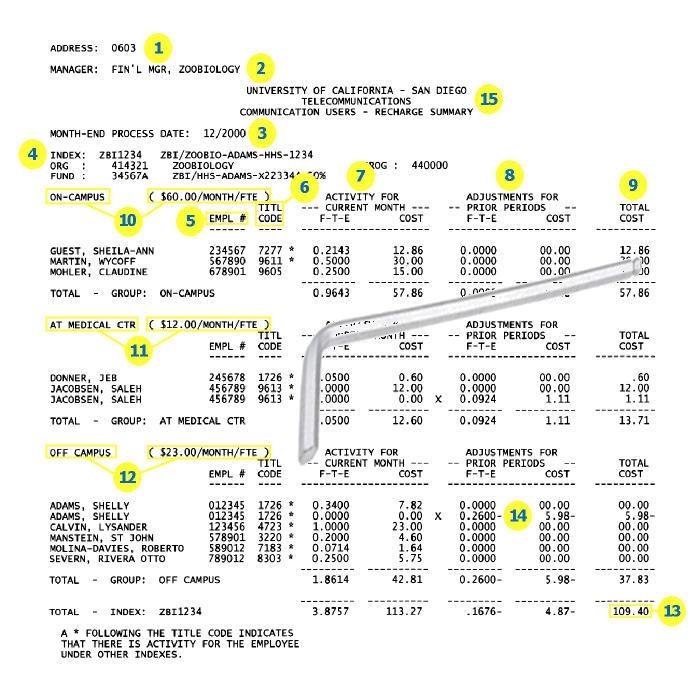 ADDRESS: 0603 1
MANAGER: FIN'L MGR, ZOOBIOLOGY 2
UNIVERSITY OF CALIFORNIA - SAN DIEGO
TELECOMMUNICATIONS 15
COMMUNICATION USERS - RECHARGE SUMMARY
MONTH-END PROCESS DATE: 12/2000 3
4 INDEX: ZBI1234 ZBI/ZOOBIO-ADAMS-HHS-1234
ORG : 414321 ZOOBIOLOGY : 440000
FUND : 34567A
6 7 8 9
ON-CAMPUS ( $60.00/MONTH/FTE ) ACTIVITY FOR ADJUSTMENTS FOR
10 5 EMPL # TITL CODE --- CURRENT MONTH --- -- PRIOR PERIODS -- TOTAL
F-T-E COST F-T-E COST COST
GUEST, SHEILA-ANN 234567 7277 * 0.2143 12.86 0.0000 00.00 12.86
MARTIN, WYCOFF 567890 9611 * 0.5000 30.00 0.0000 00.00
MOHLER, CLAUDINE 678901 9605 0.2500 15.00 0.0000 00.00
TOTAL - GROUP: ON-CAMPUS 0.9643 57.86 57.86
AT MEDICAL CTR ( $12.00/MONTH/FTE ) ADJUSTMENTS FOR
11 TITL -- PRIOR PERIODS -- TOTAL
EMPL # CODE COST F-T-E COST COST
DONNER, JEB 245678 1726 * .0500 0.60 0.0000 00.00 .60
JACOBSEN, SALEH 456789 9613 * .0000 12.00 0.0000 00.00 12.00
JACOBSEN, SALEH 456789 9613 * .0000 0.00 X 0.0924 1.11 1.11
TOTAL - GROUP: AT MEDICAL CTR .0500 12.60 0.0924 1.11 13.71
OFF CAMPUS ( $23.00/MONTH/FTE ) ACTIVITY FOR ADJUSTMENTS FOR
12 TITL -- CURRENT MONTH --- -- PRIOR PERIODS -- TOTAL
EMPL # CODE F-T-E COST F-T-E COST COST
ADAMS, SHELLY 012345 1726 * 0.3400 7.82 0.0000 00.00 00.00
ADAMS, SHELLY 012345 1726 * 0.0000 0.00 X 0.2600- 14 5.98- 5.98-
CALVIN, LYSANDER 123456 4723 * 1.0000 23.00 0.0000 00.00 00.00
MANSTEIN, ST JOHN 578901 3220 * 0.2000 4.60 0.0000 00.00 00.00
MOLINA-DAVIES, ROBERTO 589012 7183 * 0.0714 1.64 0.0000 00.00 00.00
SEVERN, RIVERA OTTO 789012 8303 * 0.2500 5.75 0.0000 00.00 00.00
TOTAL - GROUP: OFF CAMPUS 1.8614 42.81 0.2600- 5.98- 37.83
TOTAL - INDEX: ZBI1234 3.8757 113.27 .1676- 4.87- 109.40 13
A * FOLLOWING THE TITLE CODE INDICATES
THAT THERE IS ACTIVITY FOR THE EMPLOYEE
UNDER OTHER INDEXES.